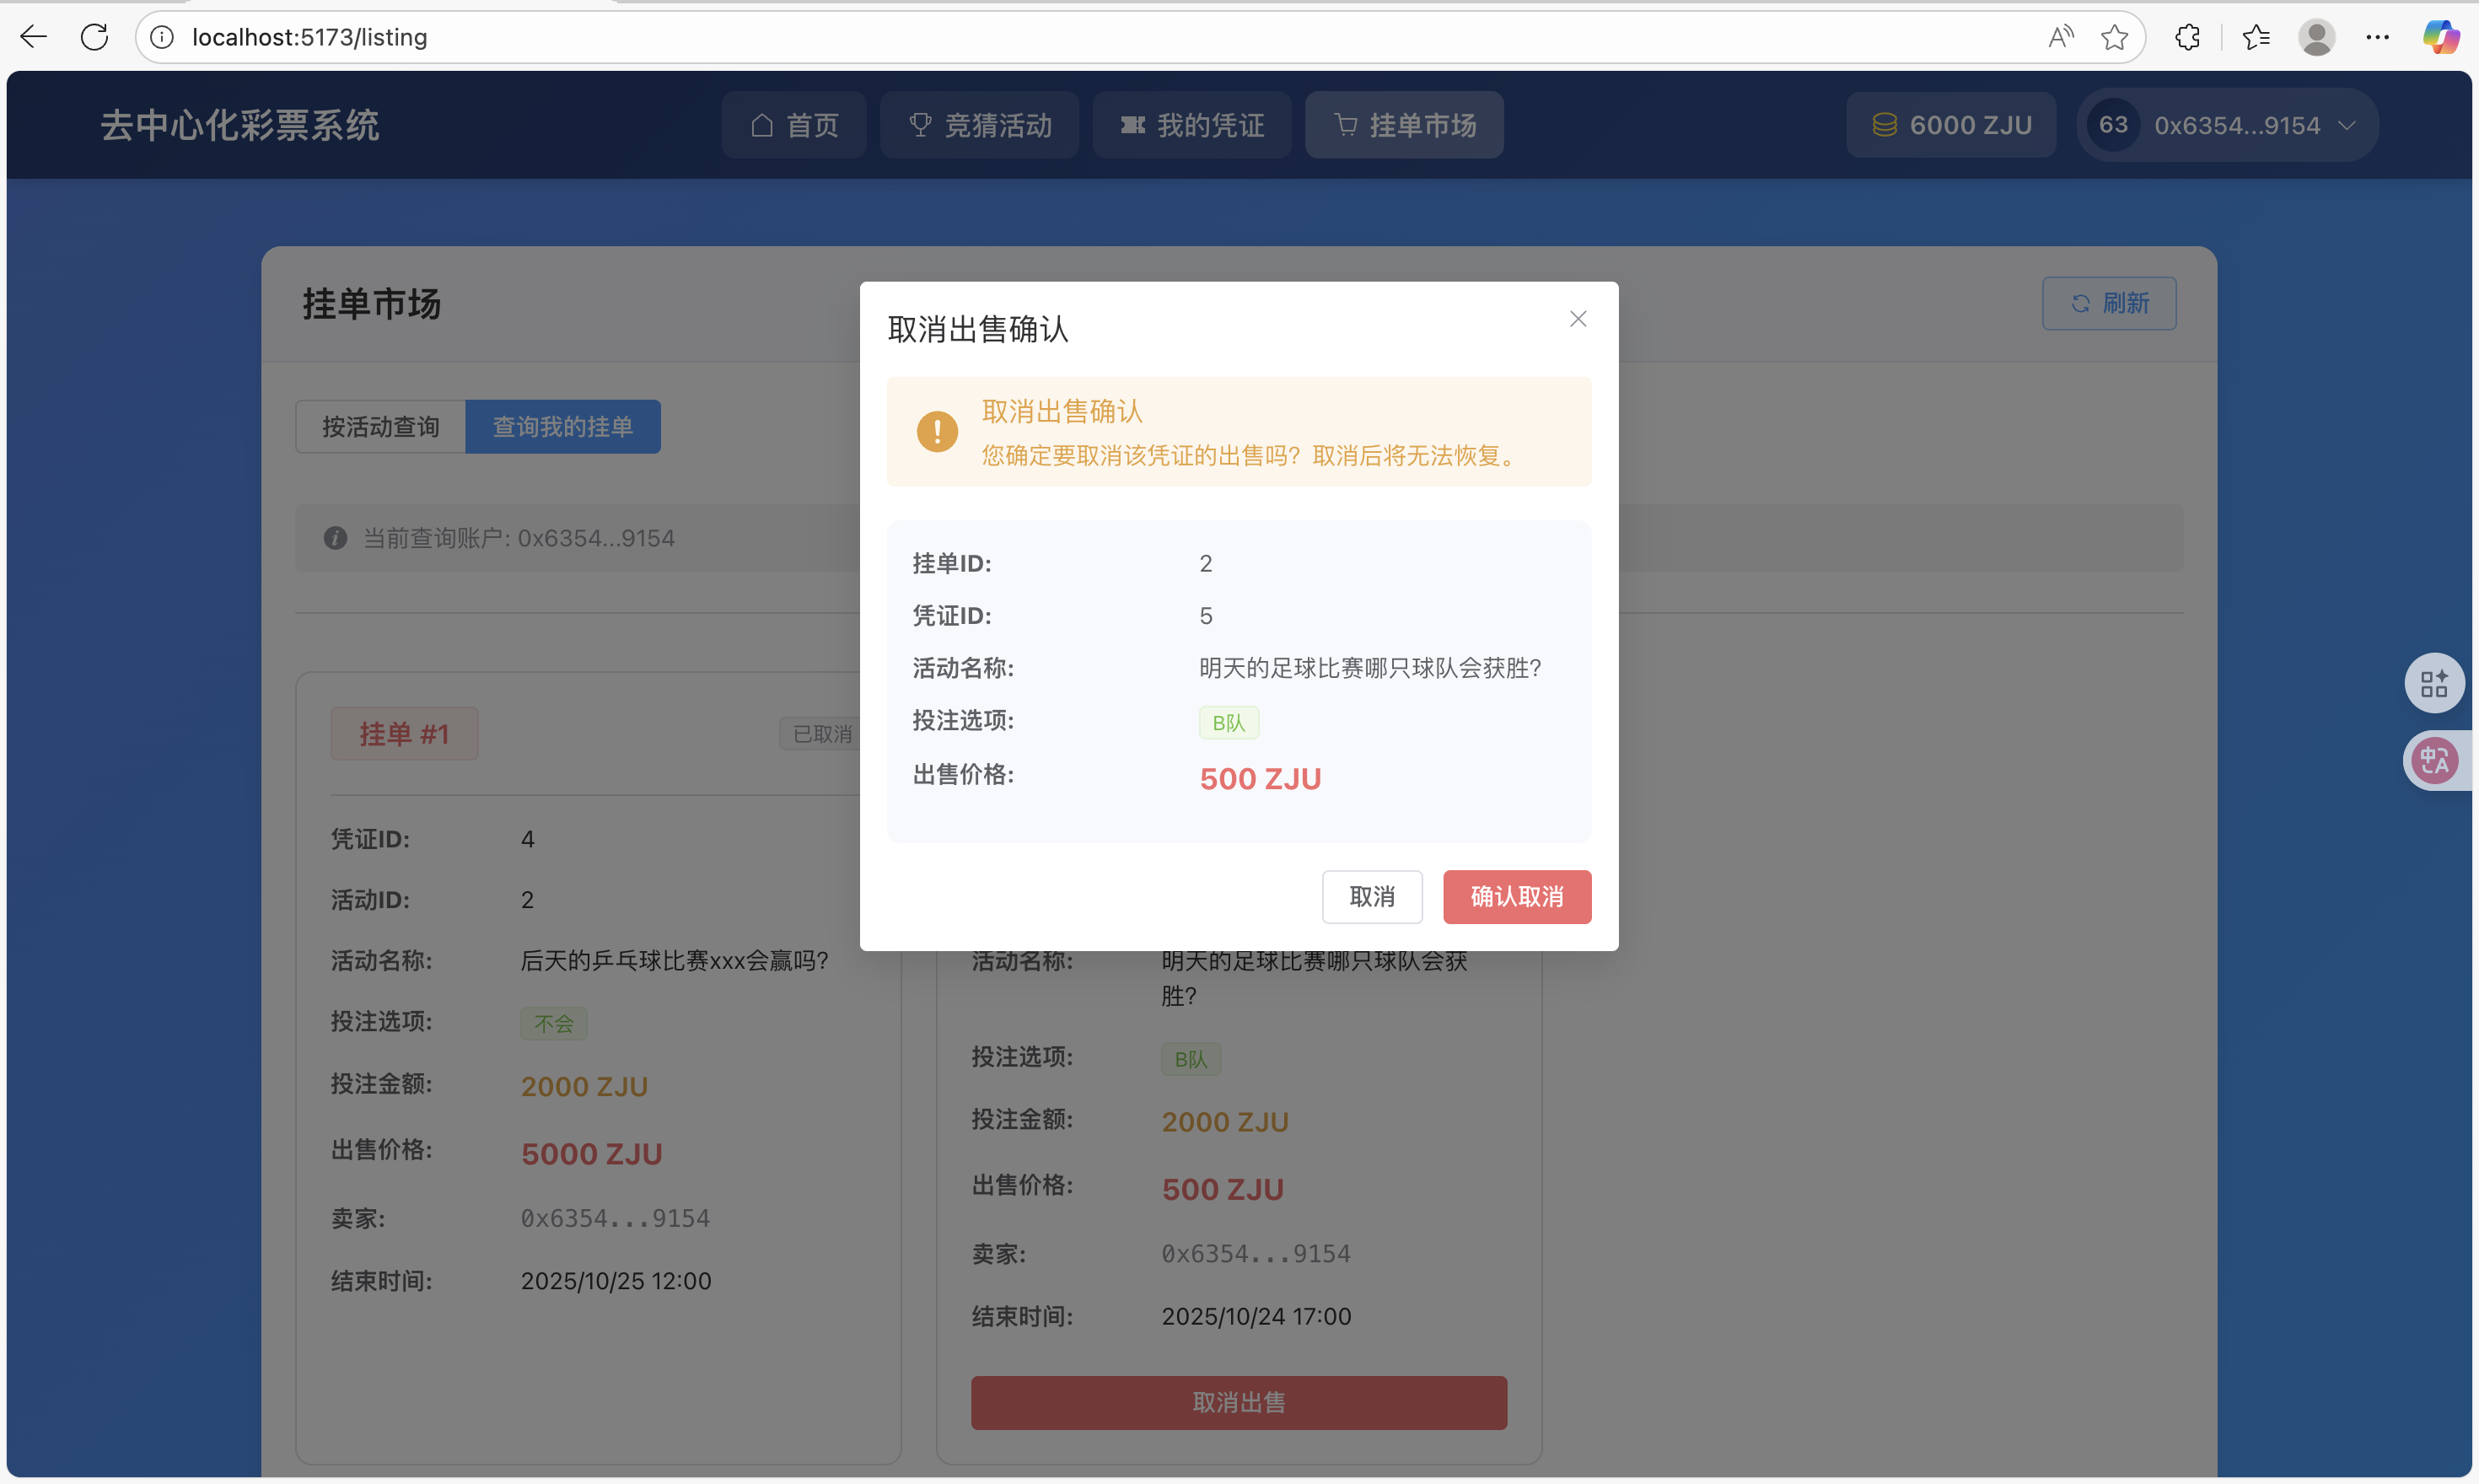 localhost:5173/listing
去中心化彩票系统
首页
竞猜活动
我的凭证
挂单市场
6000 ZJU
63
0x6354...9154
挂单市场
刷新
按活动查询
查询我的挂单
当前查询账户: 0x6354...9154
挂单 #1
已取消
凭证ID:
4
活动ID:
2
活动名称:
后天的乒乓球比赛xxx会赢吗?
投注选项:
不会
投注金额:
2000 ZJU
出售价格:
5000 ZJU
卖家:
0x6354...9154
结束时间:
2025/10/25 12:00
活动名称:
明天的足球比赛哪只球队会获
胜?
投注选项:
B队
投注金额:
2000 ZJU
出售价格:
500 ZJU
卖家:
0x6354...9154
结束时间:
2025/10/24 17:00
取消出售
取消出售确认
取消出售确认
您确定要取消该凭证的出售吗? 取消后将无法恢复。
挂单ID:
2
凭证ID:
5
活动名称:
明天的足球比赛哪只球队会获胜?
投注选项:
B队
出售价格:
500 ZJU
取消
确认取消